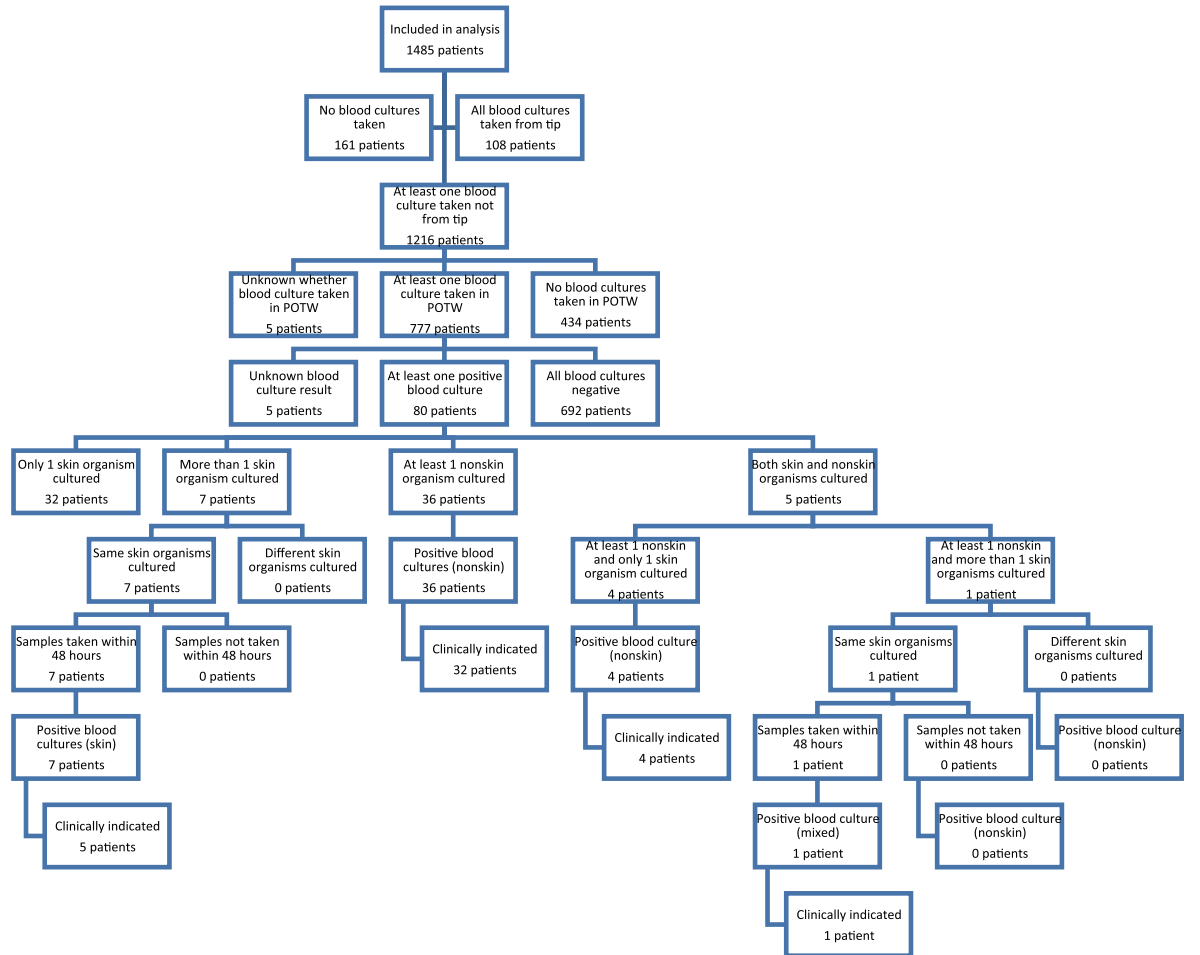 Included in analysis
1485 patients
No blood cultures
taken
161 patients
All blood cultures
taken from tip
108 patients
At least one blood
culture taken not
from tip
1216 patients
Unknown whether
blood culture taken
in POTW
5 patients
At least one blood
culture taken in
POTW
777 patients
No blood cultures
taken in POTW
434 patients
Unknown blood
culture result
5 patients
At least one positive
blood culture
80 patients
All blood cultures
negative
692 patients
Only 1 skin organism
cultured
32 patients
More than 1 skin
organism cultured
7 patients
At least 1 nonskin
organism cultured
36 patients
Both skin and nonskin
organisms cultured
5 patients
Same skin organisms
cultured
7 patients
Different skin
organisms cultured
0 patients
Positive blood
cultures (nonskin)
36 patients
At least 1 nonskin
and only 1 skin
organism cultured
4 patients
At least 1 nonskin
and more than 1 skin
organisms cultured
1 patient
Samples taken within
48 hours
7 patients
Samples not taken
within 48 hours
0 patients
Clinically indicated
32 patients
Positive blood culture
(nonskin)
4 patients
Same skin organisms
cultured
1 patient
Different skin
organisms cultured
0 patients
Positive blood
cultures (skin)
7 patients
Clinically indicated
4 patients
Samples taken within
48 hours
1 patient
Samples not taken
within 48 hours
0 patients
Positive blood culture
(nonskin)
0 patients
Clinically indicated
5 patients
Positive blood culture
(mixed)
1 patient
Positive blood culture
(nonskin)
0 patients
Clinically indicated
1 patient